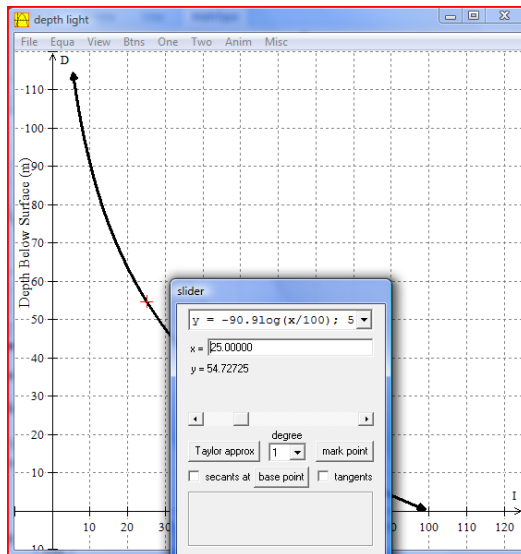 depth light
File Equa View Btns One Two Anim Misc
D
110
100
90
80
70
60
50
40
30
20
10
10
Depth Below Surface (m)
slider
y = -90.9log(x/100); 5
x = 25.00000
y = 54.72725
degree
Taylor approx 1 mark point
secants at base point tangents
I
10 20 30 100 110 120